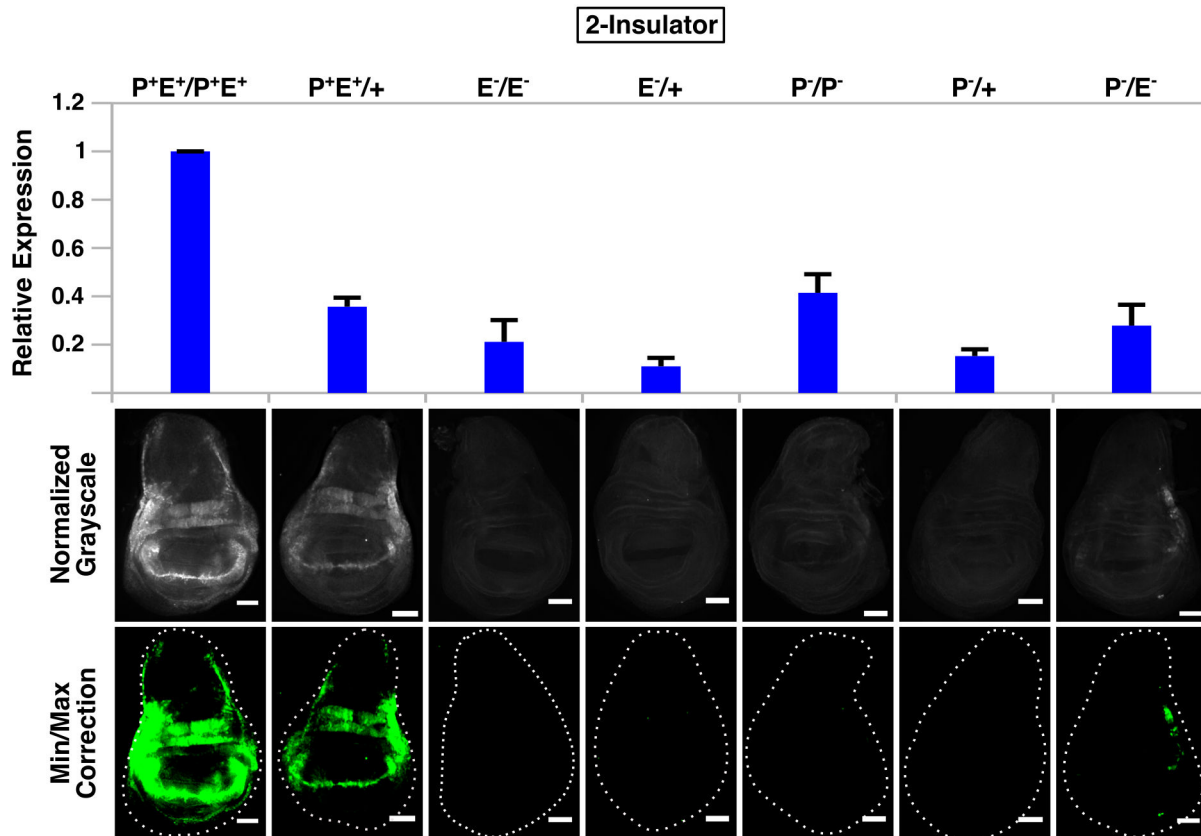 2-Insulator
P⁺E⁺/P⁺E⁺ P⁺E⁺/+ E⁻/E⁻ E⁻/+ P⁻/P⁻ P⁻/+ P⁻/E⁻
1.2
1
0.8
0.6
0.4
0.2
Relative Expression
Normalized
Grayscale
Min/Max
Correction